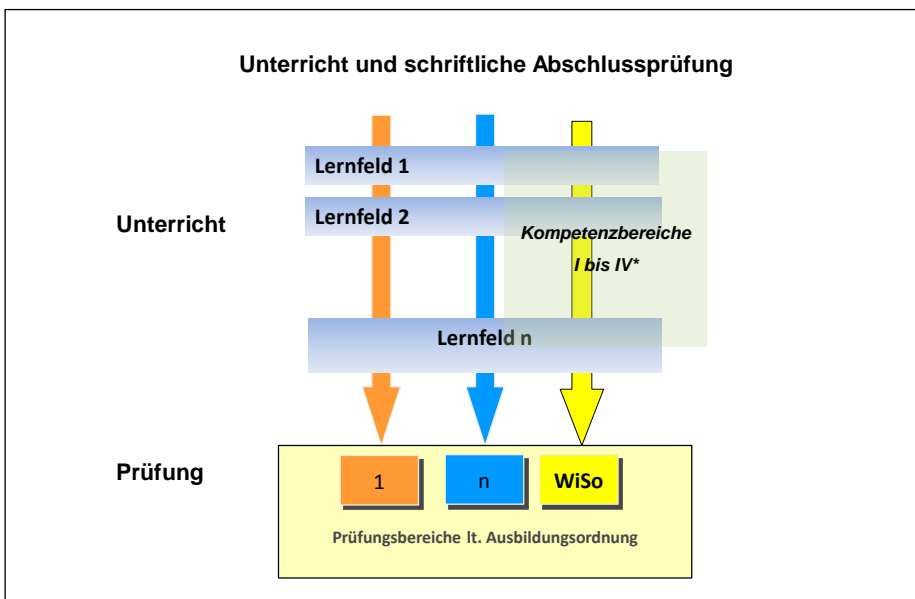 Unterricht und schriftliche Abschlussprüfung
Lernfeld 1
Lernfeld 2
Unterricht
Kompetenzbereiche
I bis IV*
Lernfeld n
Prüfung
1
n
WiSo
Prüfungsbereiche lt. Ausbildungsordnung